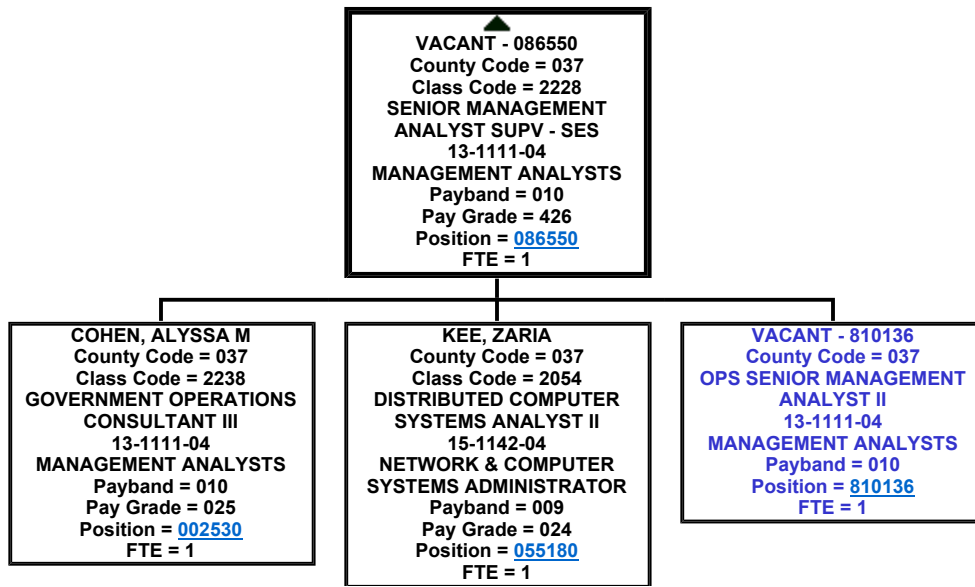 VACANT - 086550
County Code = 037
Class Code = 2228
SENIOR MANAGEMENT
ANALYST SUPV - SES
13-1111-04
MANAGEMENT ANALYSTS
Payband = 010
Pay Grade = 426
Position = 086550
FTE = 1
COHEN, ALYSSA M
County Code = 037
Class Code = 2238
GOVERNMENT OPERATIONS
CONSULTANT III
13-1111-04
MANAGEMENT ANALYSTS
Payband = 010
Pay Grade = 025
Position = 002530
FTE = 1
KEE, ZARIA
County Code = 037
Class Code = 2054
DISTRIBUTED COMPUTER
SYSTEMS ANALYST II
15-1142-04
NETWORK & COMPUTER
SYSTEMS ADMINISTRATOR
Payband = 009
Pay Grade = 024
Position = 055180
FTE = 1
VACANT - 810136
County Code = 037
OPS SENIOR MANAGEMENT
ANALYST II
13-1111-04
MANAGEMENT ANALYSTS
Payband = 010
Position = 810136
FTE = 1